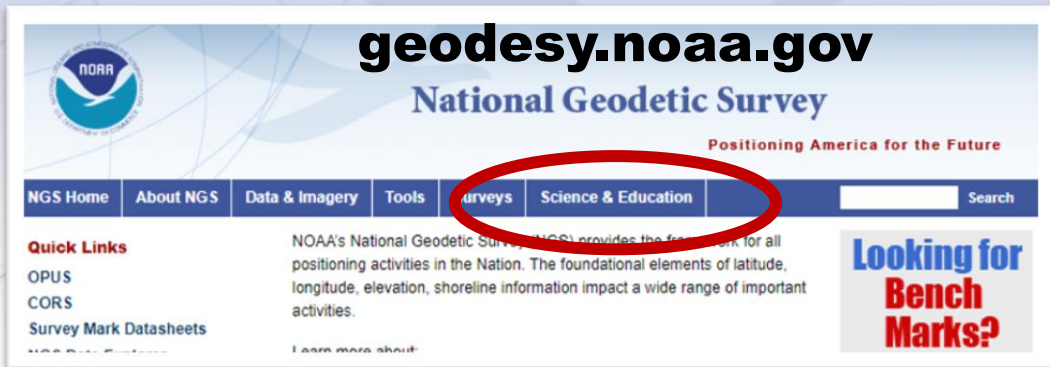 geodesy.noaa.gov
NOAA
National Geodetic Survey
Positioning America for the Future
NGS Home About NGS Data & Imagery Tools Surveys Science & Education Search
Quick Links
OPUS
CORS
Survey Mark Datasheets
NOAA's National Geodetic Survey (NGS) provides the framework for all
positioning activities in the Nation. The foundational elements of latitude,
longitude, elevation, shoreline information impact a wide range of important
activities.
Learn more about:
Looking for
Bench
Marks?